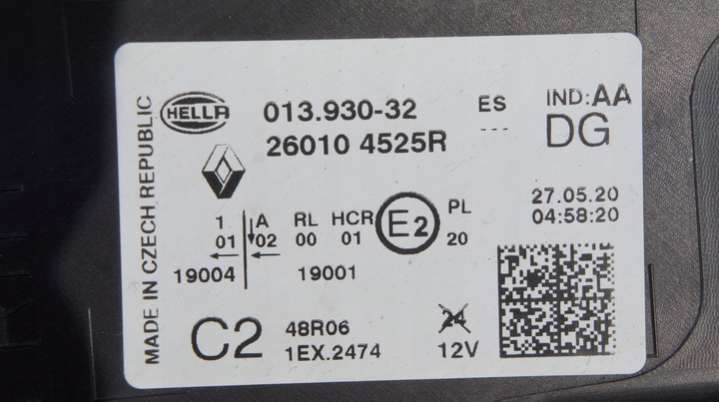 MADE IN CZECH REPUBLIC
HELLA
013.930-32
26010 4525R
ES
---
IND:AA
DG
27.05.20
04:58:20
1 A RL HCR E2 PL
01 02 00 01 20
19004 19001
C2
48R06
1EX.2474
24
12V